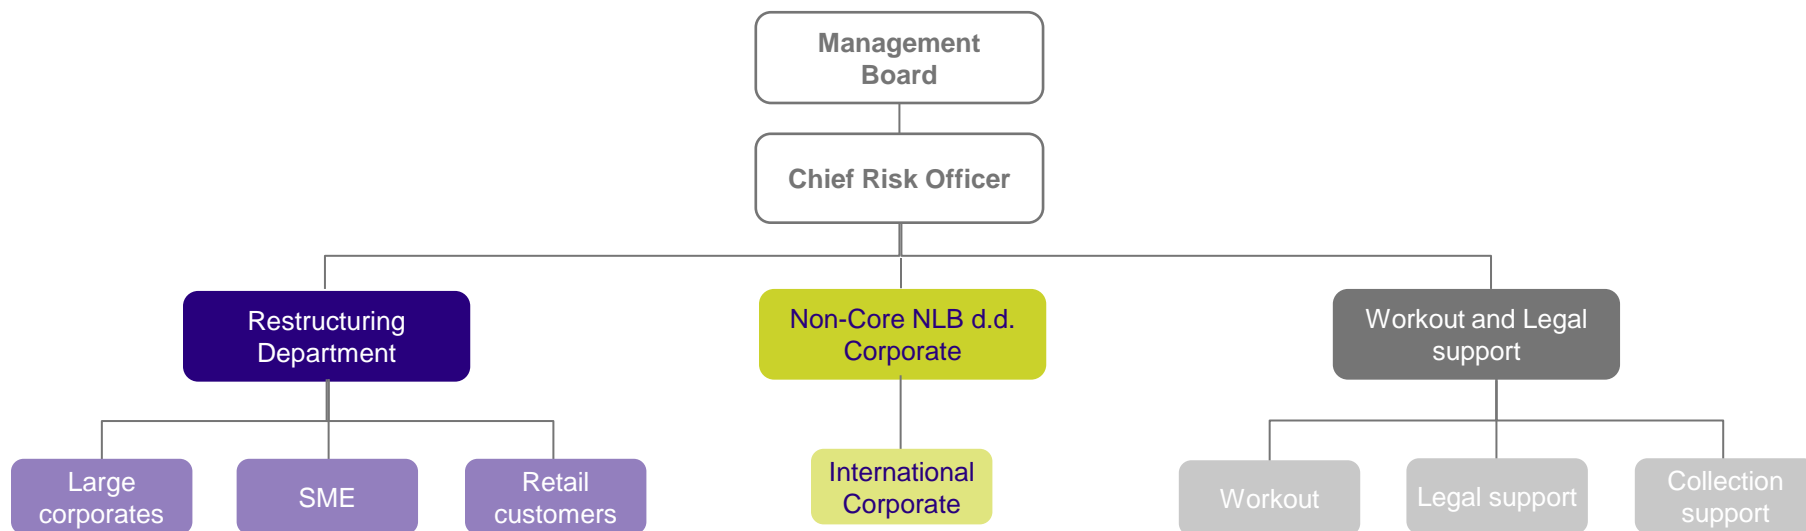 Management
Board
Chief Risk Officer
Restructuring
Department
Non-Core NLB d.d.
Corporate
Workout and Legal
support
Large
corporates
SME
Retail
customers
International
Corporate
Workout
Legal support
Collection
support